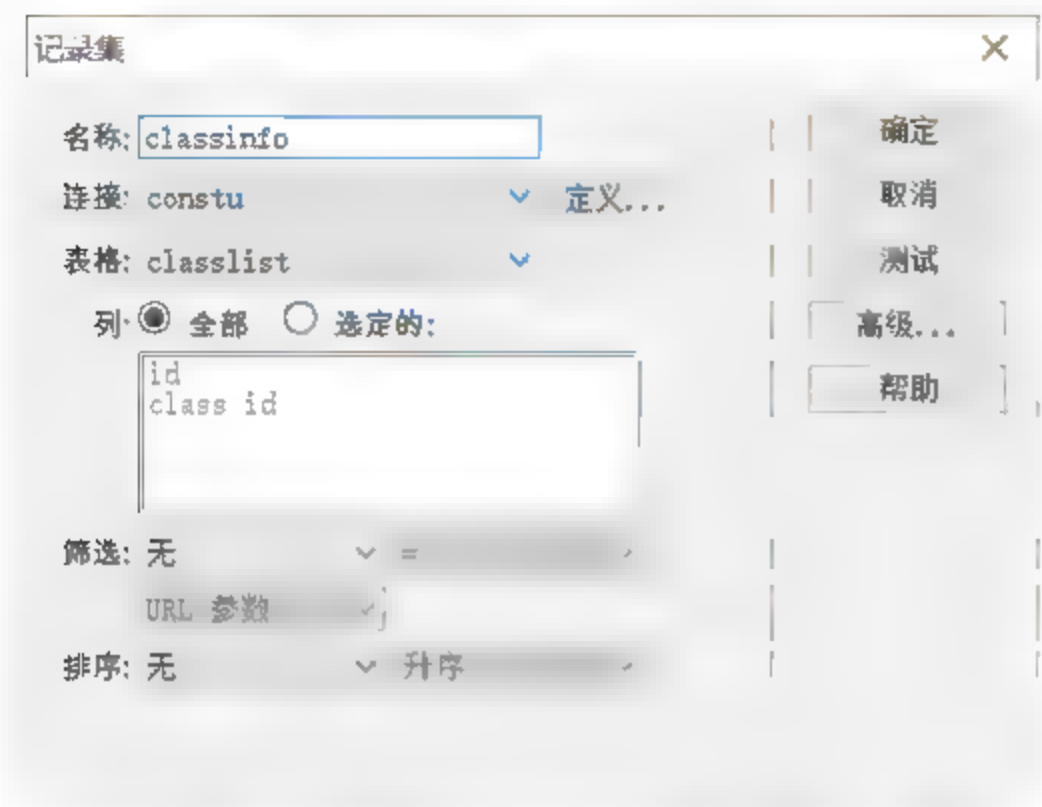 记录集
名称: classinfo 确定
连接: constu 定义... 取消
表格: classlist 测试
列: 全部 选定的: 高级...
id
class id 帮助
筛选: 无 =
URL 参数
排序: 无 升序